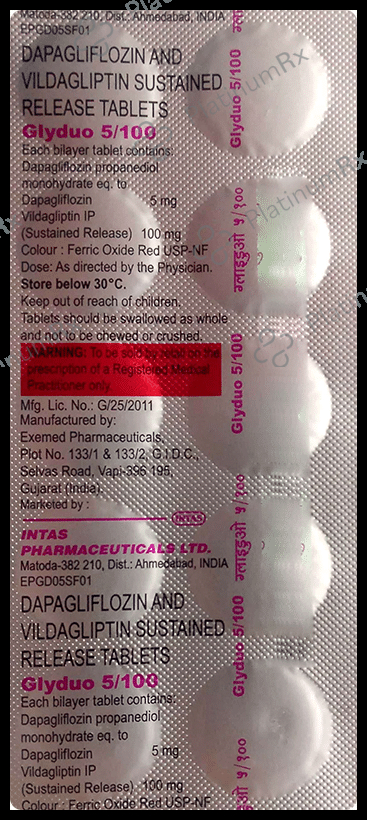 Matoda-382 210, Dist.: Ahmedabad, INDIA
EPGD05SF01
DAPAGLIFLOZIN AND
VILDAGLIPTIN SUSTAINED
RELEASE TABLETS
Glyduo 5/100
Each bilayer tablet contains:
Dapagliflozin propanediol
monohydrate eq. to
Dapagliflozin 5 mg
Vildagliptin IP
(Sustained Release) 100 mg
Colour : Ferric Oxide Red USP-NF
Dose: As directed by the Physician.
Store below 30°C.
Keep out of reach of children.
Tablets should be swallowed as whole
and not to be chewed or crushed.
WARNING: To be sold by retail on the
prescription of a Registered Medical
Practitioner only.
Mfg. Lic. No.: G/25/2011
Manufactured by:
Exemed Pharmaceuticals,
Plot No. 133/1 & 133/2, G.I.D.C.,
Selvas Road, Vapi-396 195,
Gujarat (India).
Marketed by :
INTAS
INTAS
PHARMACEUTICALS LTD.
Matoda-382 210, Dist.: Ahmedabad, INDIA
EPGD05SF01
DAPAGLIFLOZIN AND
VILDAGLIPTIN SUSTAINED
RELEASE TABLETS
Glyduo 5/100
Each bilayer tablet contains:
Dapagliflozin propanediol
monohydrate eq. to
Dapagliflozin 5 mg
Vildagliptin IP
(Sustained Release) 100 mg
Colour : Ferric Oxide Red USP-NF
Glyduo 5/100
ग्लाइडुओ ५/१००
Glyduo 5/100
ग्लाइडुओ ५/१००
Glyduo 5/100
डुओ ५/१००
PlatinumRx
PlatinumRx